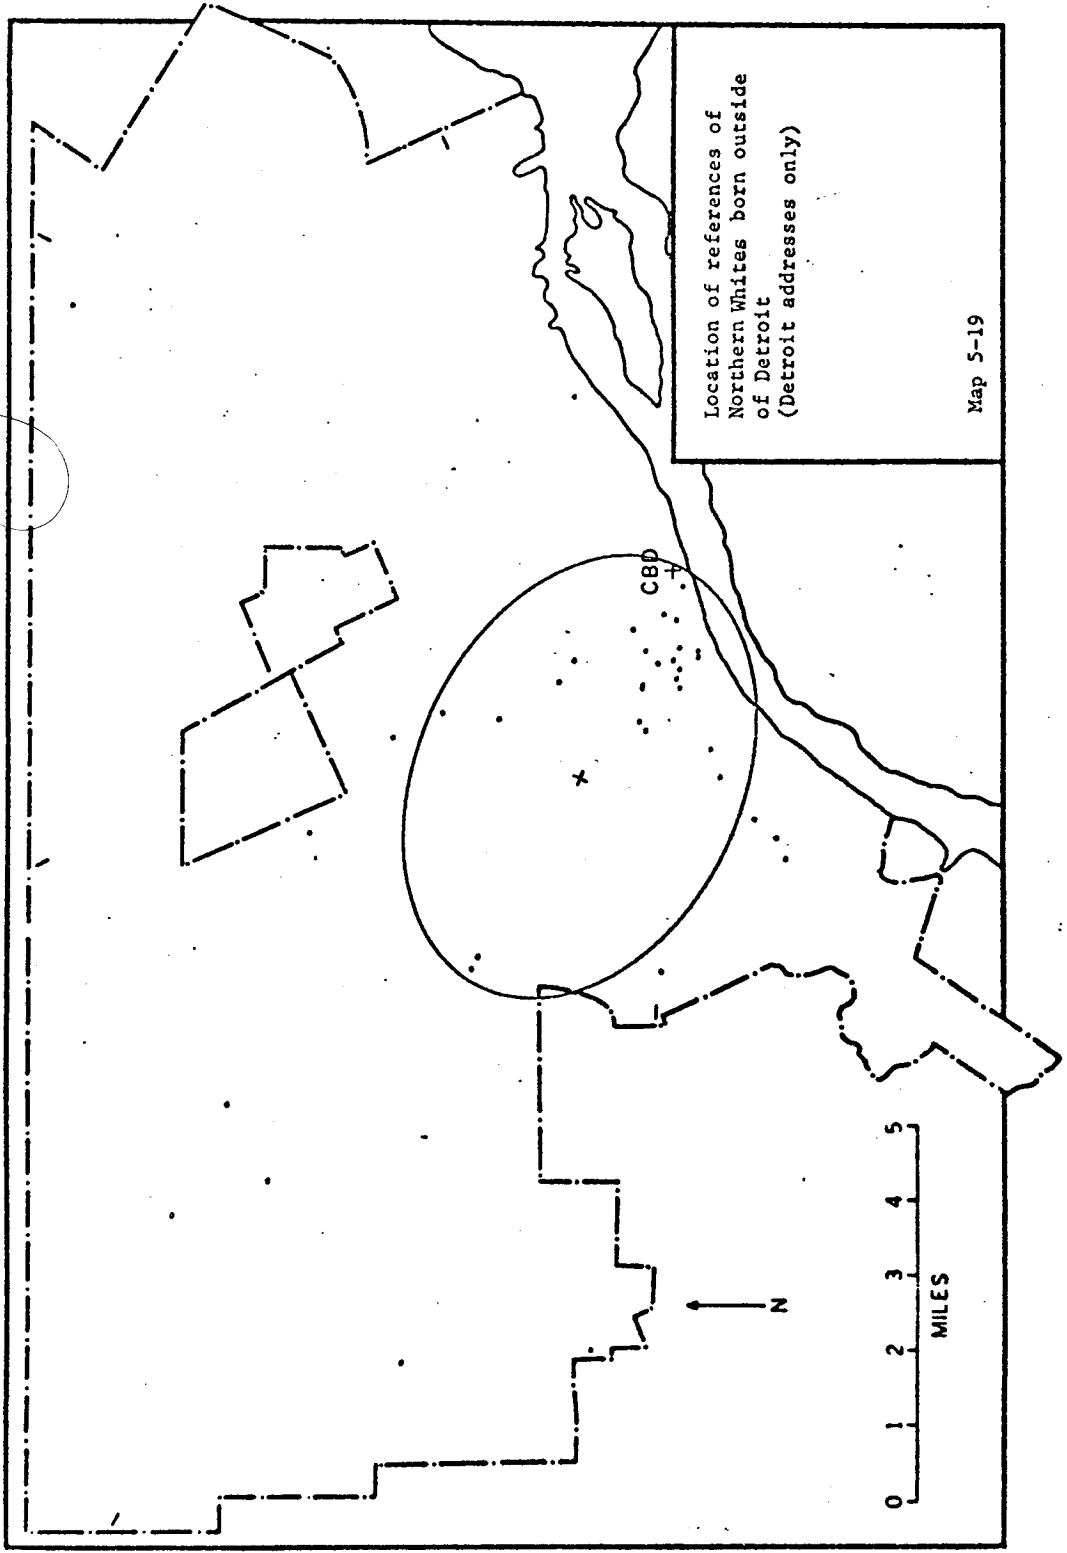 Location of references of
Northern Whites born outside
of Detroit
(Detroit addresses only)
Map 5-19
CBD
N
0 1 2 3 4 5
MILES